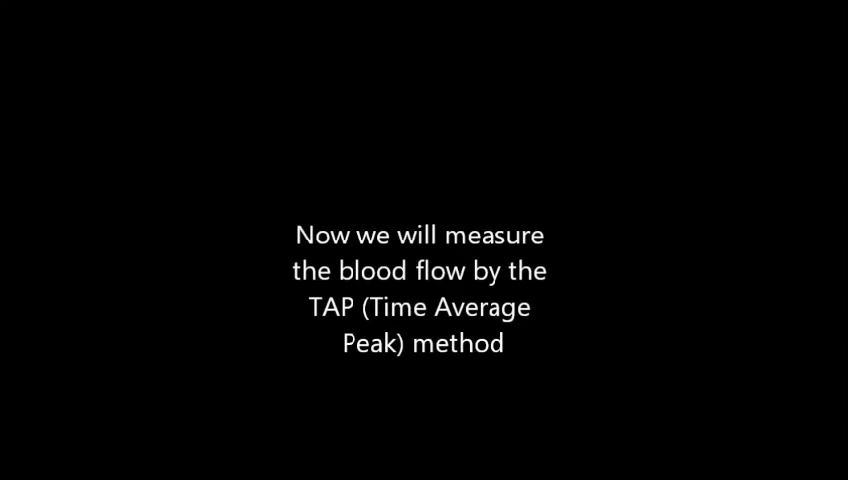 Now we will measure
the blood flow by the
TAP (Time Average
Peak) method